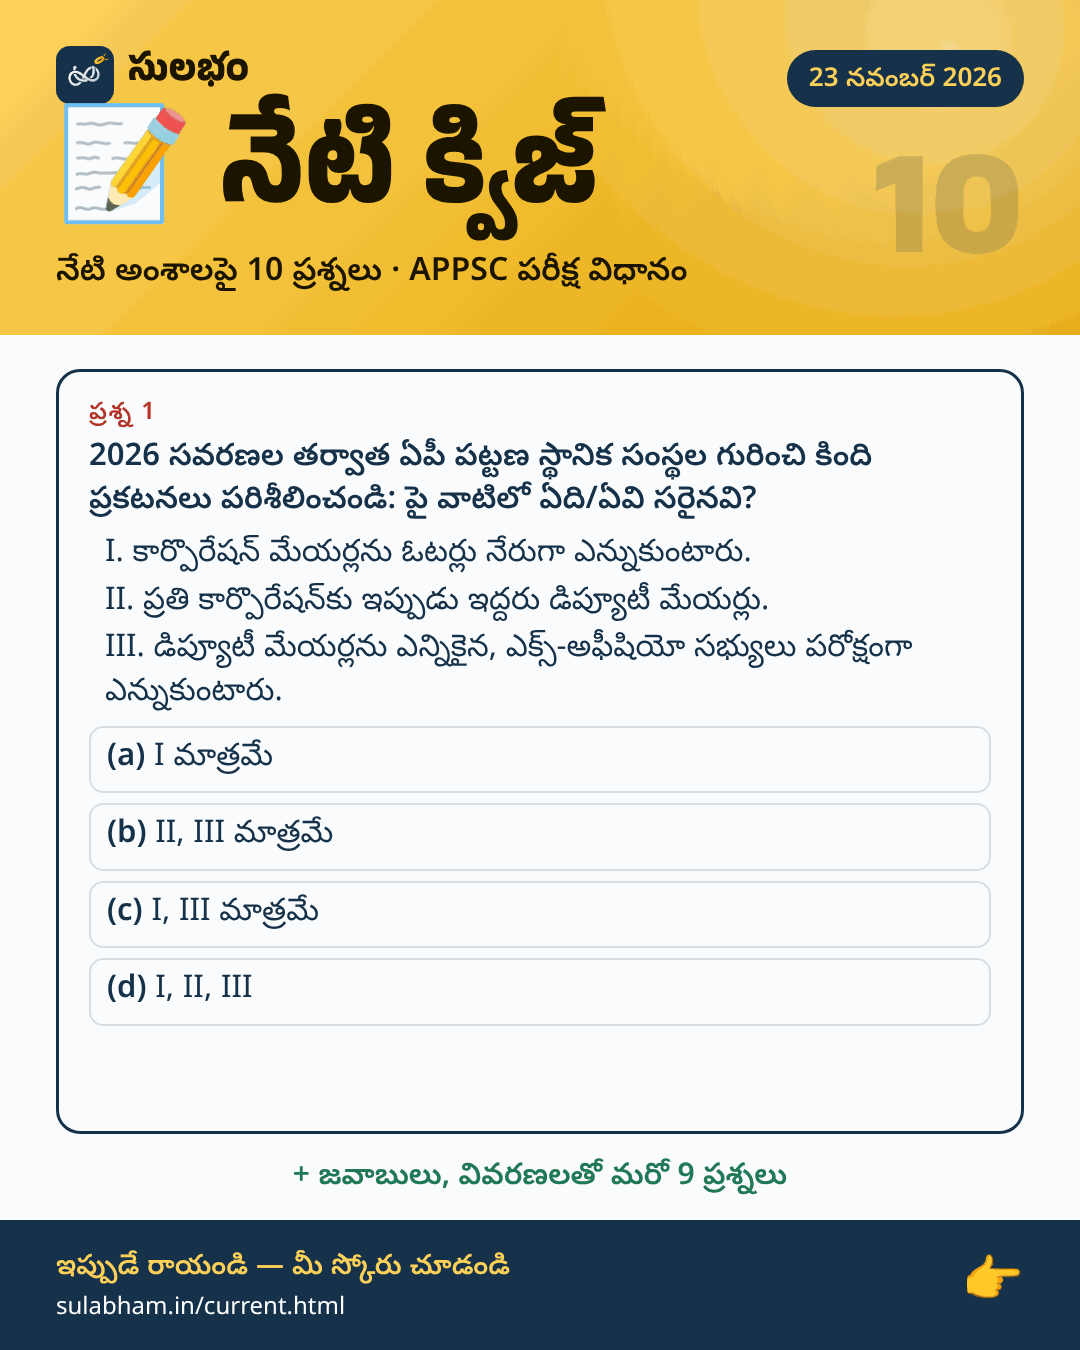 సులభం
23 నవంబర్ 2026
నేటి క్విజ్
10
నేటి అంశాలపై 10 ప్రశ్నలు · APPSC పరీక్ష విధానం
ప్రశ్న 1
2026 సవరణల తర్వాత ఏపీ పట్టణ స్థానిక సంస్థల గురించి కింది
ప్రకటనలు పరిశీలించండి: పై వాటిలో ఏది/ఏవి సరైనవి?
I. కార్పొరేషన్ మేయర్లను ఓటర్లు నేరుగా ఎన్నుకుంటారు.
II. ప్రతి కార్పొరేషన్‌కు ఇప్పుడు ఇద్దరు డిప్యూటీ మేయర్లు.
III. డిప్యూటీ మేయర్లను ఎన్నికైన, ఎక్స్-అఫీషియో సభ్యులు పరోక్షంగా
ఎన్నుకుంటారు.
(a) I మాత్రమే
(b) II, III మాత్రమే
(c) I, III మాత్రమే
(d) I, II, III
+ జవాబులు, వివరణలతో మరో 9 ప్రశ్నలు
ఇప్పుడే రాయండి — మీ స్కోరు చూడండి
sulabham.in/current.html